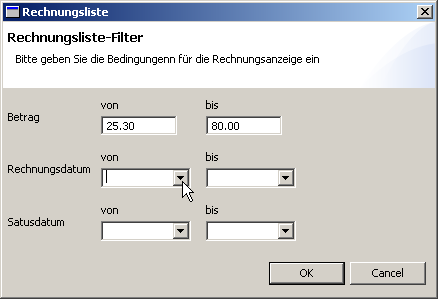 Rechnungsliste
Rechnungsliste-Filter
Bitte geben Sie die Bedingungenn für die Rechnungsanzeige ein
von bis
Betrag 25.30 80.00
von bis
Rechnungsdatum
von bis
Satusdatum
OK Cancel